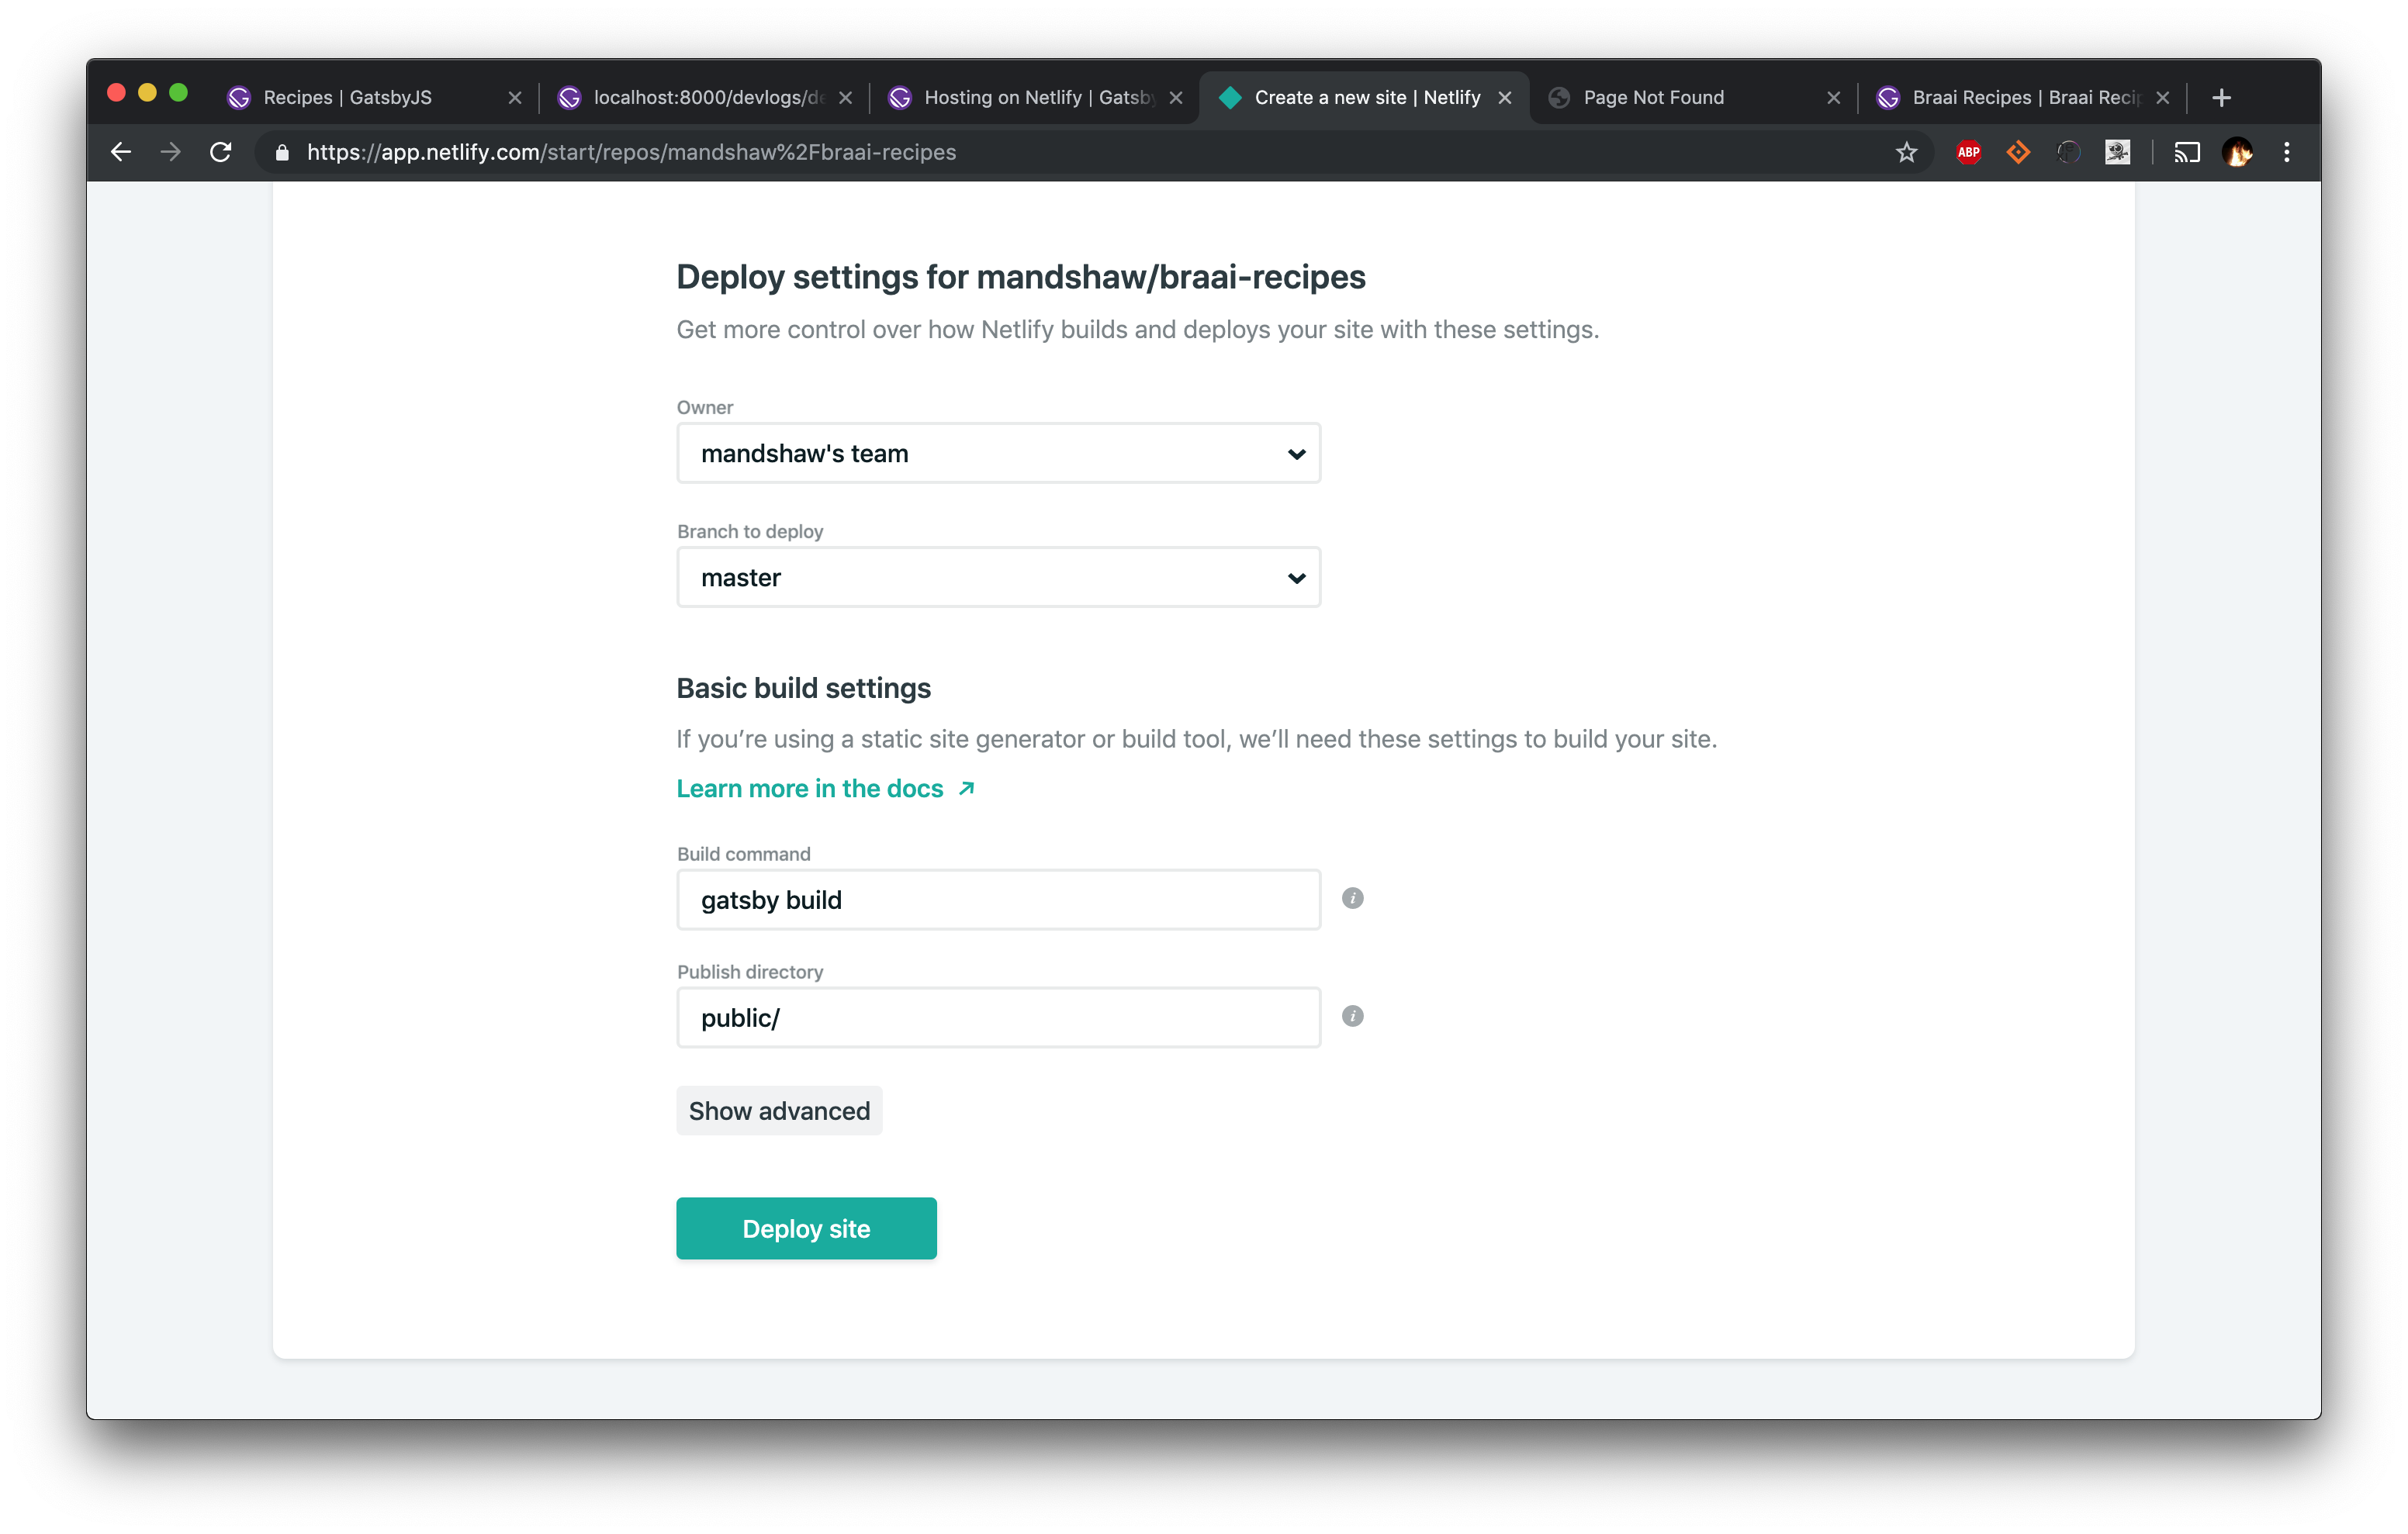 Recipes | GatsbyJS
localhost:8000/devlogs/de
Hosting on Netlify | Gatsby
Create a new site | Netlify
Page Not Found
Braai Recipes | Braai Recip
https://app.netlify.com/start/repos/mandshaw%2Fbraai-recipes
ABP
Deploy settings for mandshaw/braai-recipes
Get more control over how Netlify builds and deploys your site with these settings.
Owner
mandshaw's team
Branch to deploy
master
Basic build settings
If you’re using a static site generator or build tool, we’ll need these settings to build your site.
Learn more in the docs
Build command
gatsby build
Publish directory
public/
Show advanced
Deploy site